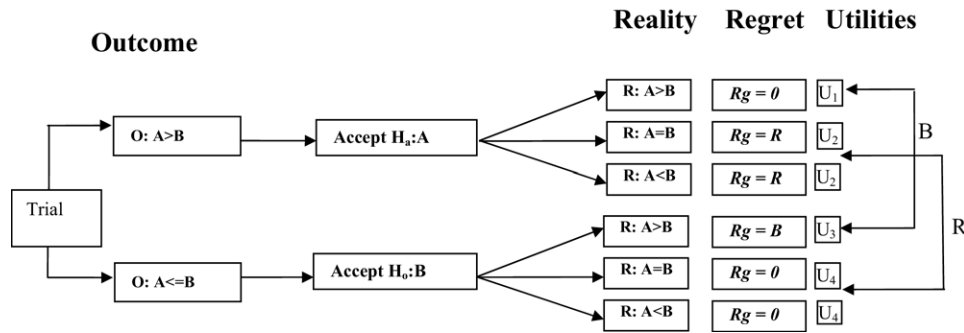 Reality Regret Utilities
Outcome
R: A>B Rg = 0 U1
O: A>B Accept Ha:A R: A=B Rg = R U2 B
R: A<B Rg = R U2
Trial
R: A>B Rg = B U3 R
O: A<=B Accept Ho:B R: A=B Rg = 0 U4
R: A<B Rg = 0 U4